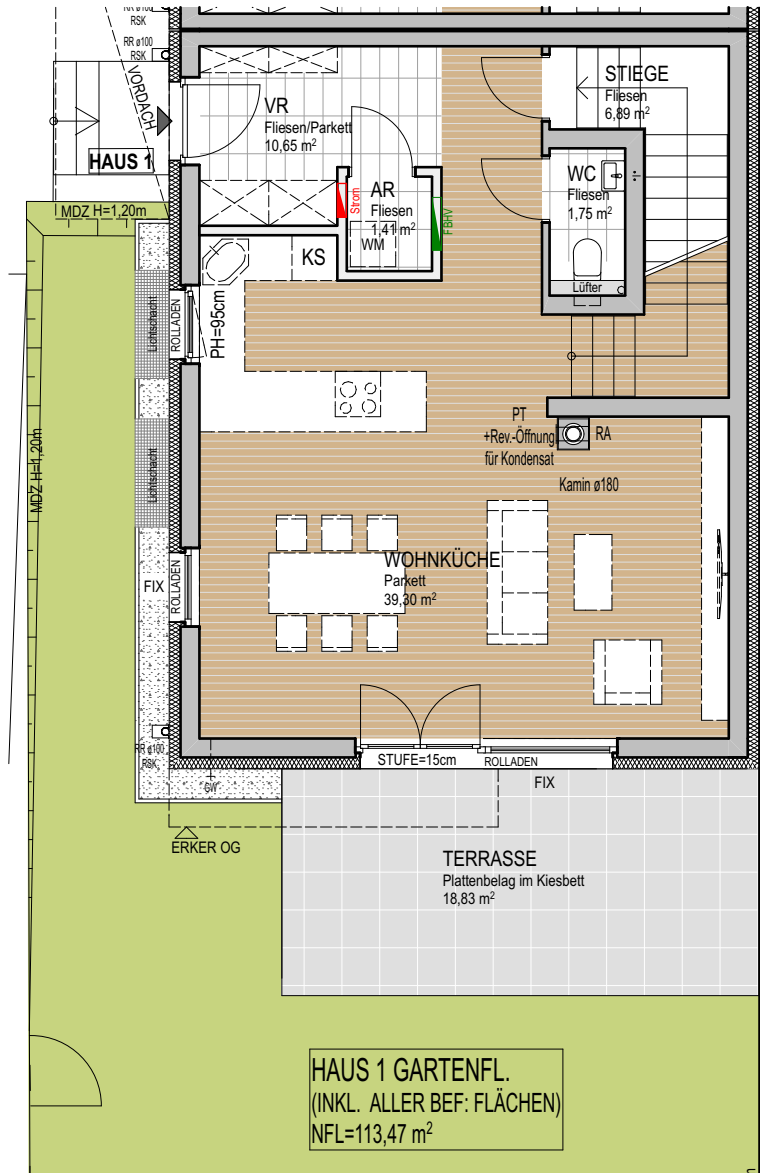 RR ø100
RSK
RR ø100
RSK
VORDACH
STIEGE
Fliesen
6,89 m²
VR
Fliesen/Parkett
10,65 m²
HAUS 1
WC
Fliesen
1,75 m²
AR
Fliesen
1,41 m²
Strom
FBHV
WM
MDZ H=1,20m
KS
Lüfter
Lichtschacht
ROLLADEN
PH=95cm
PT
+Rev.-Öffnung
für Kondensat
RA
Kamin ø180
MDZ H=1,20m
Lichtschacht
WOHNKÜCHE
Parkett
39,30 m²
FIX
ROLLADEN
RR ø100
RSK
GW
STUFE=15cm
ROLLADEN
FIX
ERKER OG
TERRASSE
Plattenbelag im Kiesbett
18,83 m²
HAUS 1 GARTENFL.
(INKL. ALLER BEF: FLÄCHEN)
NFL=113,47 m²